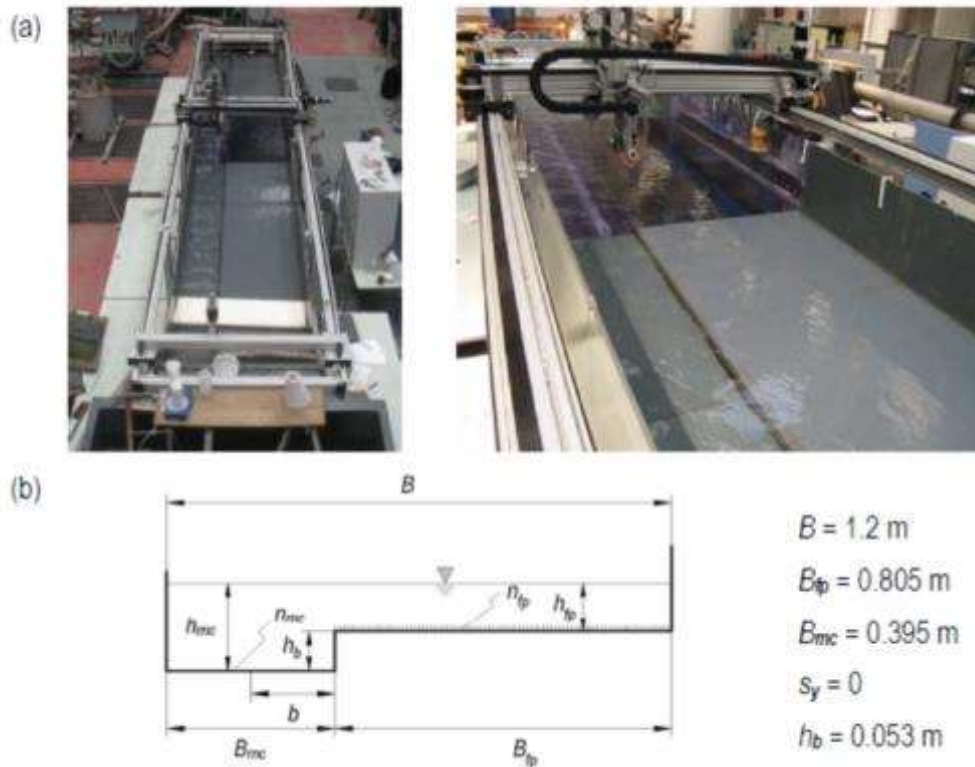 (a)
(b)
B
n_mc
n_fp
h_mc
h_b
h_fp
b
B_mc
B_fp
B = 1.2 m
B_fp = 0.805 m
B_mc = 0.395 m
s_y = 0
h_b = 0.053 m